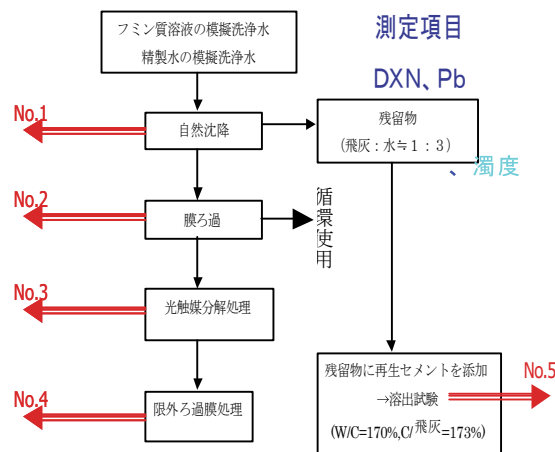 フミン質溶液の模擬洗浄水
精製水の模擬洗浄水
測定項目
DXN、Pb
、濁度
No.1
自然沈降
残留物
(飛灰：水≒1：3)
No.2
膜ろ過
循環使用
No.3
光触媒分解処理
No.4
限外ろ過膜処理
残留物に再生セメントを添加
→溶出試験
(W/C=170%,C/飛灰=173%)
No.5